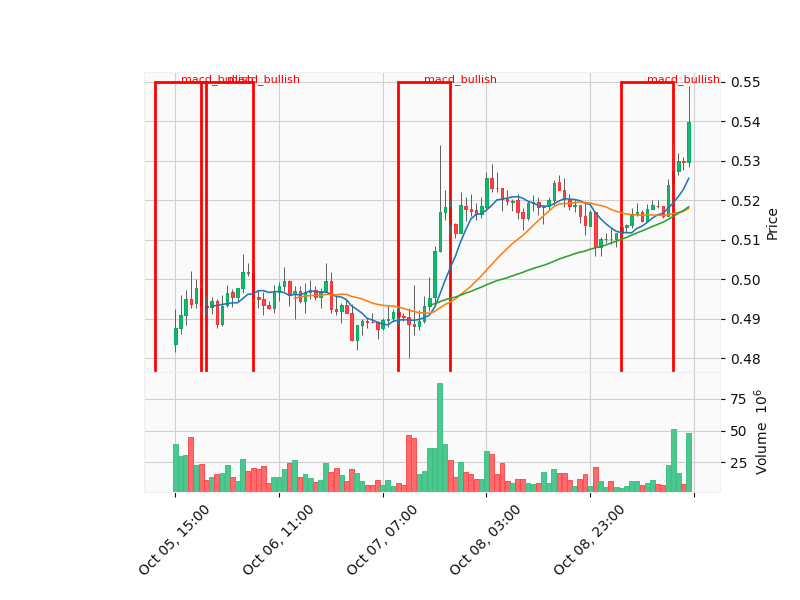 macd_bullish
macd_bullish
macd_bullish
macd_bullish
0.55
0.54
0.53
0.52
0.51
0.50
0.49
0.48
Price
75
50
25
Volume 10^6
Oct 05, 15:00
Oct 06, 11:00
Oct 07, 07:00
Oct 08, 03:00
Oct 08, 23:00